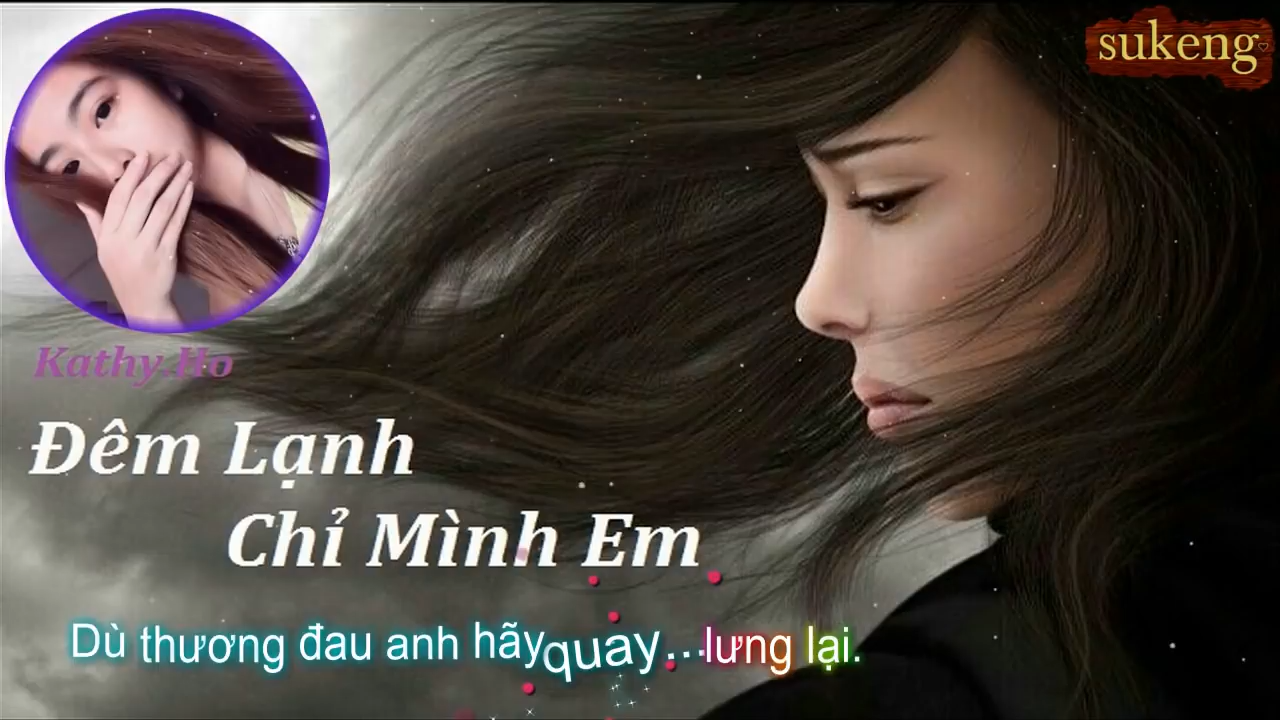 sukeng
Kathy.Ho
Đêm Lạnh
Chỉ Mình Em
Dù thương đau anh hãy quay...lưng lại.